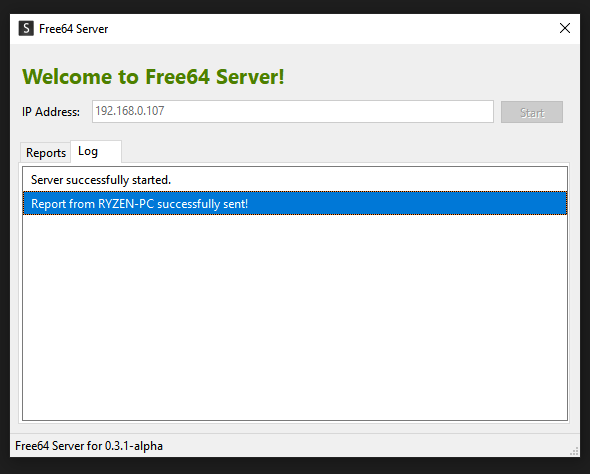 S Free64 Server
Welcome to Free64 Server!
IP Address: 192.168.0.107 Start
Reports Log
Server successfully started.
Report from RYZEN-PC successfully sent!
Free64 Server for 0.3.1-alpha